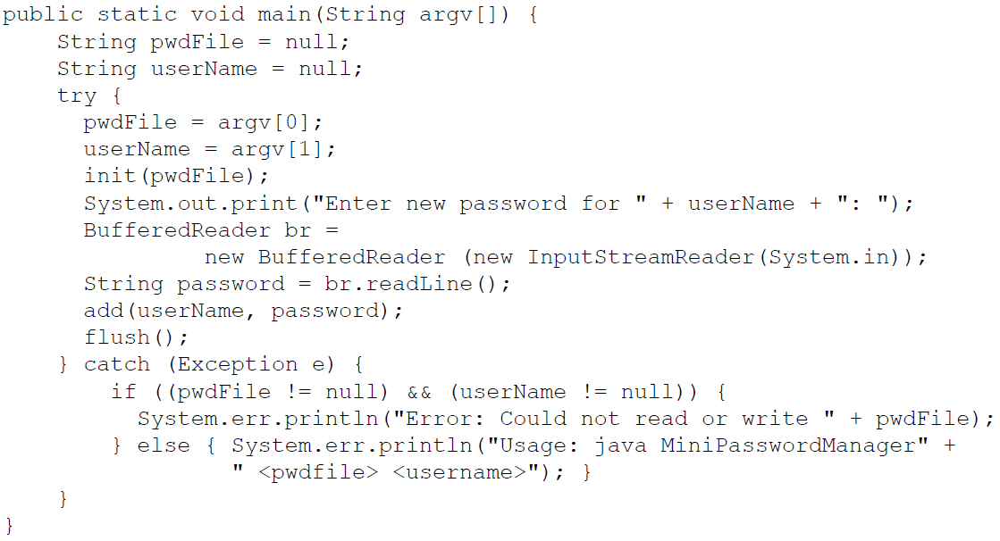 public static void main(String argv[]) {
    String pwdFile = null;
    String userName = null;
    try {
      pwdFile = argv[0];
      userName = argv[1];
      init(pwdFile);
      System.out.print("Enter new password for " + userName + ": ");
      BufferedReader br =
               new BufferedReader (new InputStreamReader(System.in));
      String password = br.readLine();
      add(userName, password);
      flush();
    } catch (Exception e) {
        if ((pwdFile != null) && (userName != null)) {
          System.err.println("Error: Could not read or write " + pwdFile);
        } else { System.err.println("Usage: java MiniPasswordManager" +
                 " <pwdfile> <username>"); }
    }
}